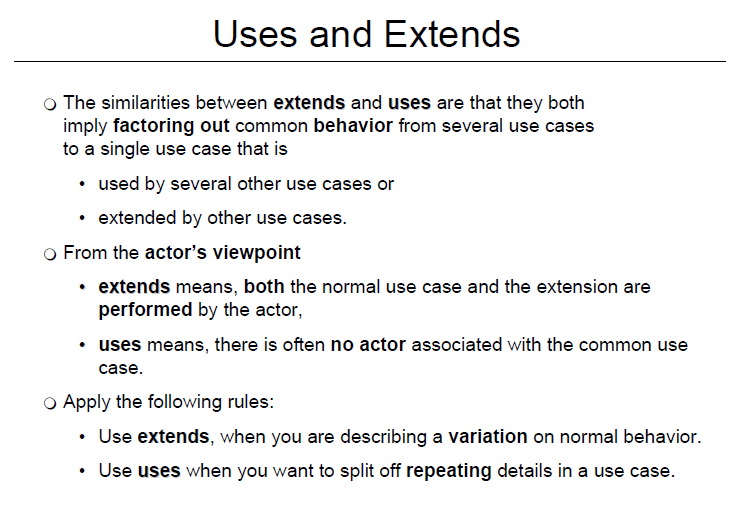 Uses and Extends
The similarities between extends and uses are that they both
imply factoring out common behavior from several use cases
to a single use case that is
• used by several other use cases or
• extended by other use cases.
From the actor’s viewpoint
• extends means, both the normal use case and the extension are
performed by the actor,
• uses means, there is often no actor associated with the common use
case.
Apply the following rules:
• Use extends, when you are describing a variation on normal behavior.
• Use uses when you want to split off repeating details in a use case.